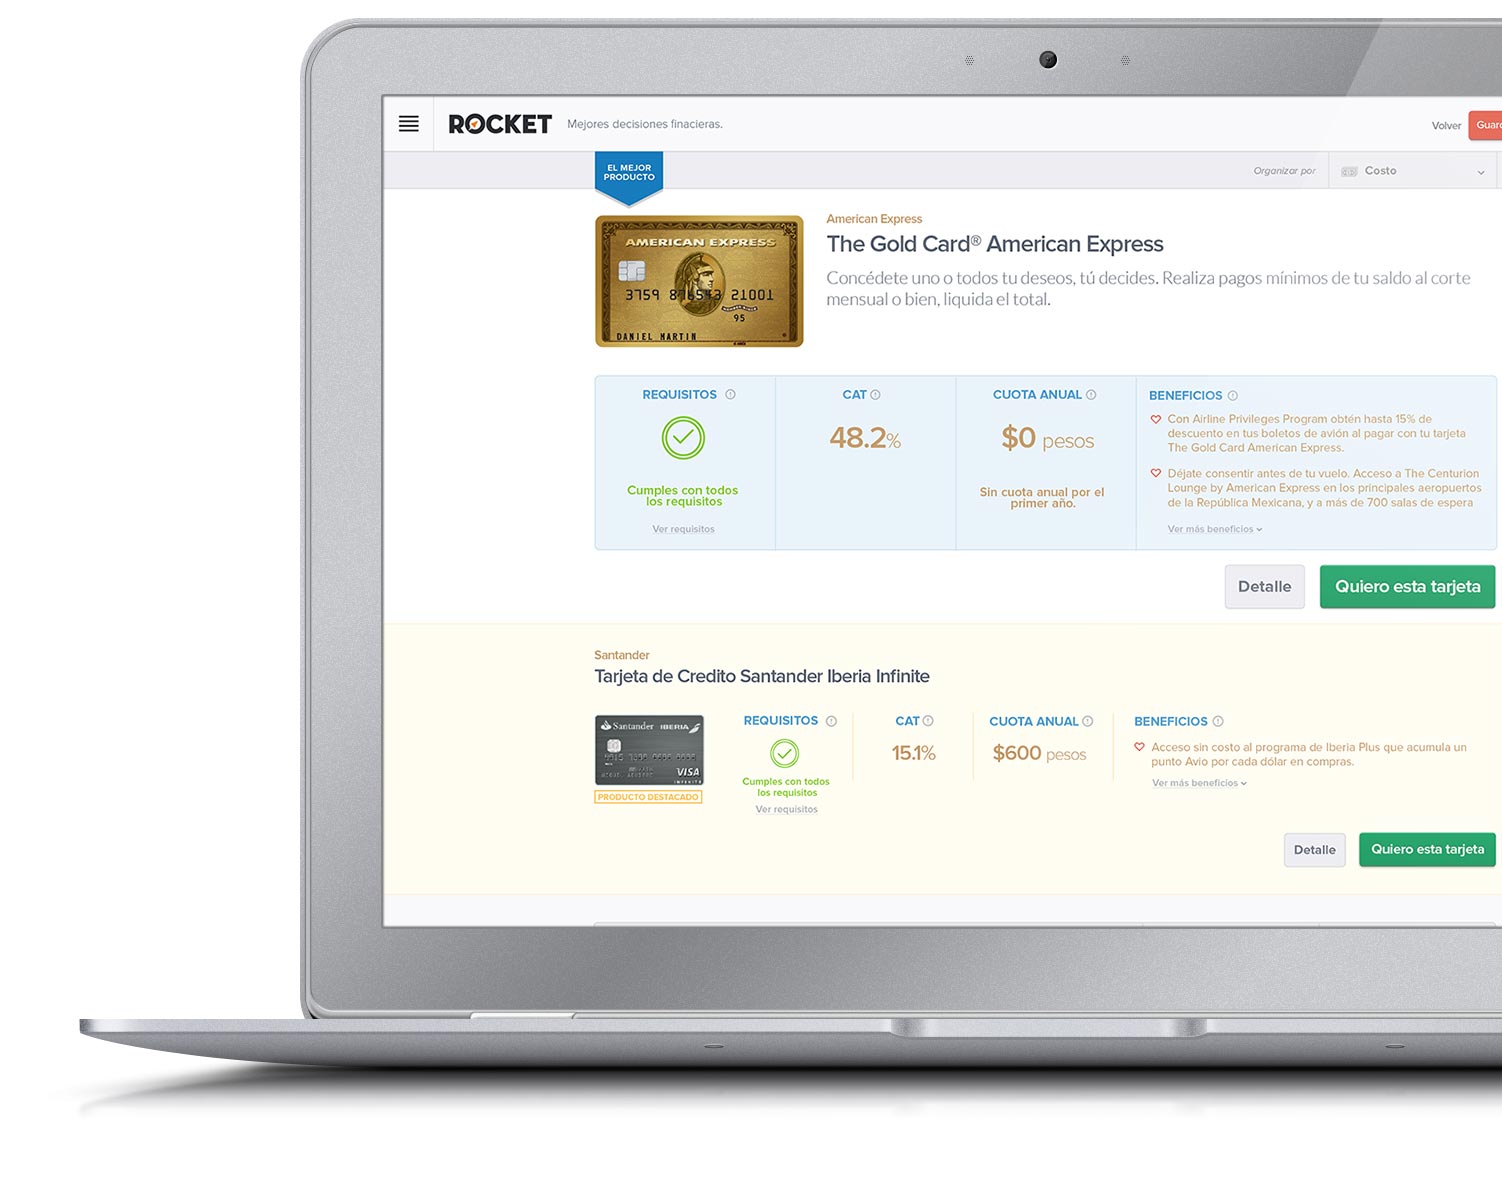 ROCKET Mejores decisiones finacieras.
Volver
EL MEJOR
PRODUCTO
Organizar por
Costo
AMERICAN EXPRESS
3759 876543 21001
95
DANIEL MARTIN
American Express
The Gold Card® American Express
Concédete uno o todos tu deseos, tú decides. Realiza pagos mínimos de tu saldo al corte
mensual o bien, liquida el total.
REQUISITOS
Cumples con todos
los requisitos
Ver requisitos
CAT
48.2%
CUOTA ANUAL
$0 pesos
Sin cuota anual por el
primer año.
BENEFICIOS
Con Airline Privileges Program obtén hasta 15% de
descuento en tus boletos de avión al pagar con tu tarjeta
The Gold Card American Express.
Déjate consentir antes de tu vuelo. Acceso a The Centurion
Lounge by American Express en los principales aeropuertos
de la República Mexicana, y a más de 700 salas de espera
Ver más beneficios
Detalle
Quiero esta tarjeta
Santander
Tarjeta de Credito Santander Iberia Infinite
Santander IBERIA
VISA
INFINITE
PRODUCTO DESTACADO
REQUISITOS
Cumples con todos
los requisitos
Ver requisitos
CAT
15.1%
CUOTA ANUAL
$600 pesos
BENEFICIOS
Acceso sin costo al programa de Iberia Plus que acumula un
punto Avio por cada dólar en compras.
Ver más beneficios
Detalle
Quiero esta tarjeta